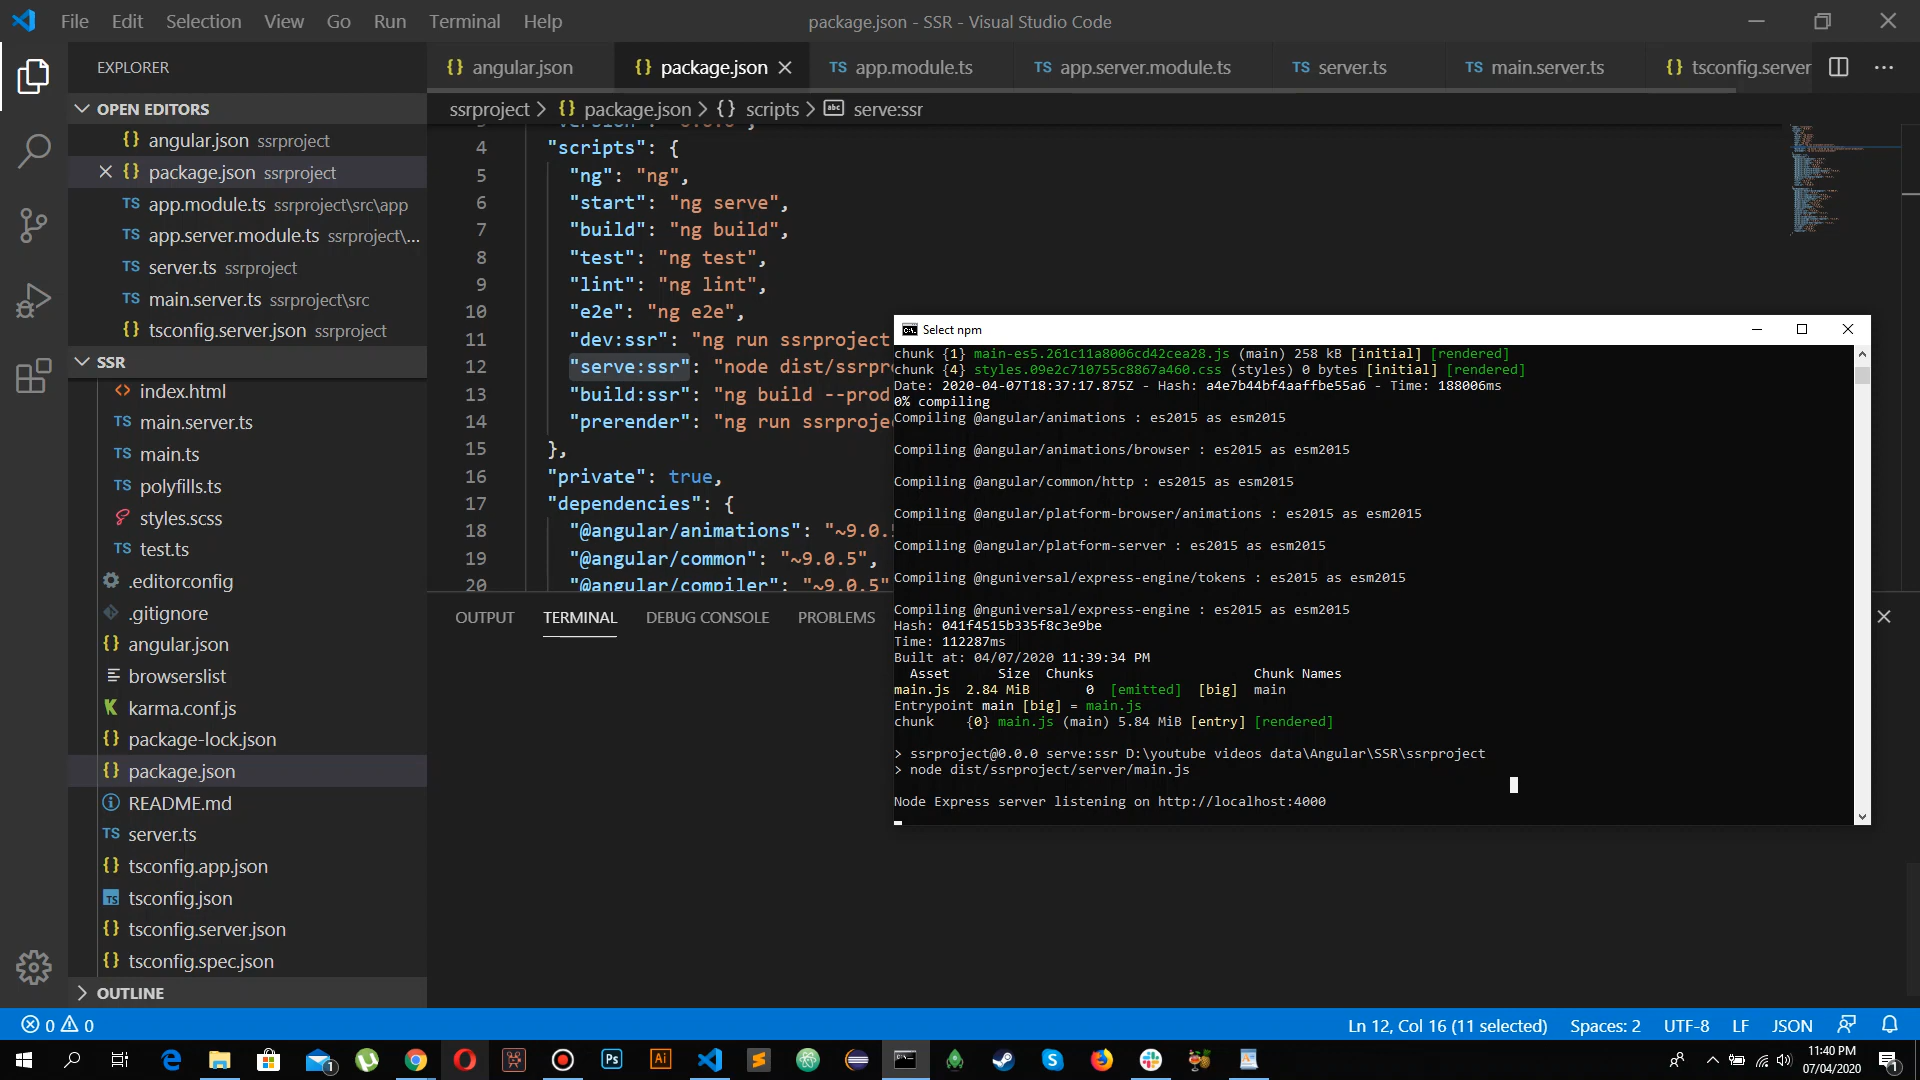 File Edit Selection View Go Run Terminal Help
package.json - SSR - Visual Studio Code
EXPLORER
OPEN EDITORS
{} angular.json ssrproject
{} package.json ssrproject
TS app.module.ts ssrproject\src\app
TS app.server.module.ts ssrproject\...
TS server.ts ssrproject
TS main.server.ts ssrproject\src
{} tsconfig.server.json ssrproject
SSR
<> index.html
TS main.server.ts
TS main.ts
TS polyfills.ts
styles.scss
TS test.ts
.editorconfig
.gitignore
{} angular.json
browserslist
K karma.conf.js
{} package-lock.json
{} package.json
README.md
TS server.ts
{} tsconfig.app.json
TS tsconfig.json
{} tsconfig.server.json
{} tsconfig.spec.json
OUTLINE
{} angular.json
{} package.json
TS app.module.ts
TS app.server.module.ts
TS server.ts
TS main.server.ts
{} tsconfig.server
ssrproject > {} package.json > {} scripts > abc serve:ssr
4 "scripts": {
5 "ng": "ng",
6 "start": "ng serve",
7 "build": "ng build",
8 "test": "ng test",
9 "lint": "ng lint",
10 "e2e": "ng e2e",
11 "dev:ssr": "ng run ssrproject
12 "serve:ssr": "node dist/ssrpr
13 "build:ssr": "ng build --prod
14 "prerender": "ng run ssrproje
15 },
16 "private": true,
17 "dependencies": {
18 "@angular/animations": "~9.0.5
19 "@angular/common": "~9.0.5",
20 "@angular/compiler": "~9.0.5"
OUTPUT TERMINAL DEBUG CONSOLE PROBLEMS
Select npm
chunk {1} main-es5.261c11a8006cd42cea28.js (main) 258 kB [initial] [rendered]
chunk {4} styles.09e2c710755c8867a460.css (styles) 0 bytes [initial] [rendered]
Date: 2020-04-07T18:37:17.875Z - Hash: a4e7b44bf4aaffbe55a6 - Time: 188006ms
0% compiling
Compiling @angular/animations : es2015 as esm2015
Compiling @angular/animations/browser : es2015 as esm2015
Compiling @angular/common/http : es2015 as esm2015
Compiling @angular/platform-browser/animations : es2015 as esm2015
Compiling @angular/platform-server : es2015 as esm2015
Compiling @nguniversal/express-engine/tokens : es2015 as esm2015
Compiling @nguniversal/express-engine : es2015 as esm2015
Hash: 041f4515b335f8c3e9be
Time: 112287ms
Built at: 04/07/2020 11:39:34 PM
Asset Size Chunks Chunk Names
main.js 2.84 MiB 0 [emitted] [big] main
Entrypoint main [big] = main.js
chunk {0} main.js (main) 5.84 MiB [entry] [rendered]
> ssrproject@0.0.0 serve:ssr D:\youtube videos data\Angular\SSR\ssrproject
> node dist/ssrproject/server/main.js
Node Express server listening on http://localhost:4000
0 0
Ln 12, Col 16 (11 selected) Spaces: 2 UTF-8 LF JSON
11:40 PM
07/04/2020